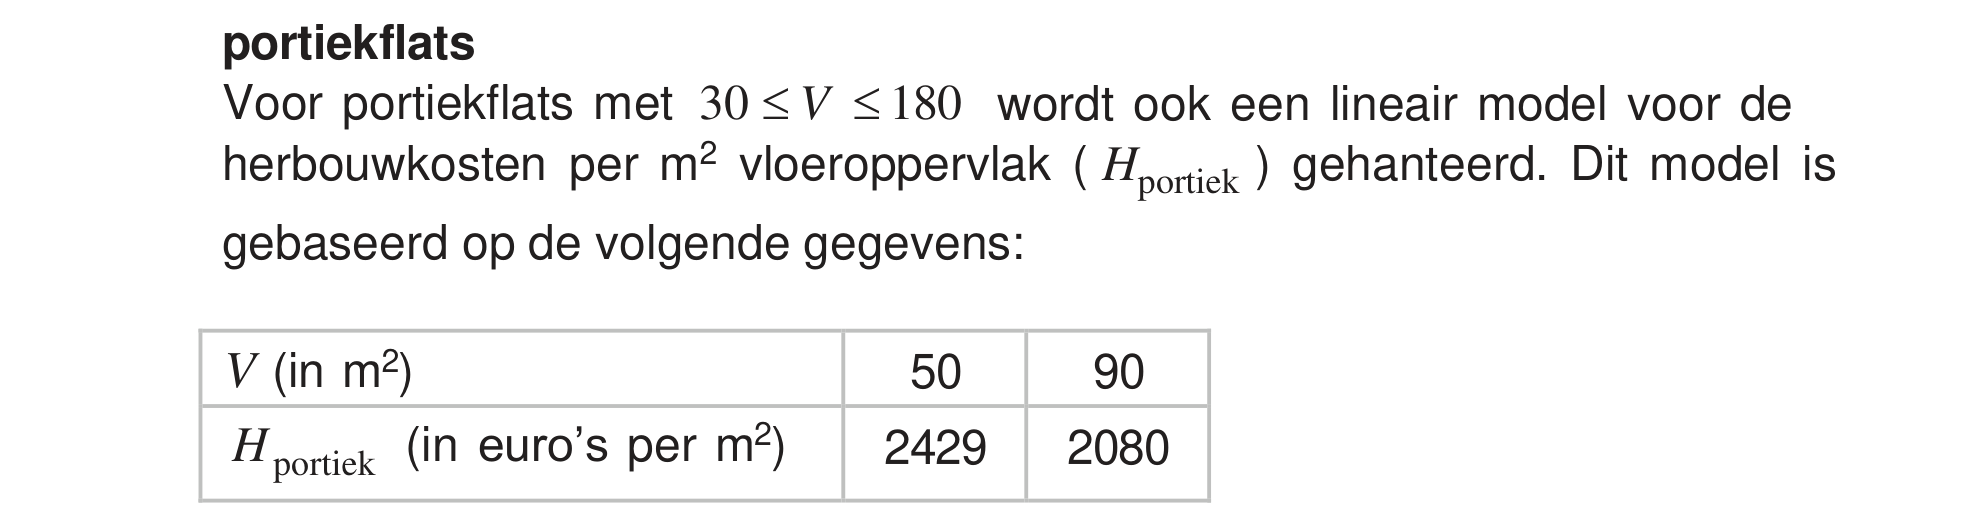 portiekflats
Voor portiekflats met 30 ≤ V ≤ 180 wordt ook een lineair model voor de
herbouwkosten per m² vloeroppervlak ( H_portiek ) gehanteerd. Dit model is
gebaseerd op de volgende gegevens:
V (in m²) 50 90
H_portiek (in euro’s per m²) 2429 2080